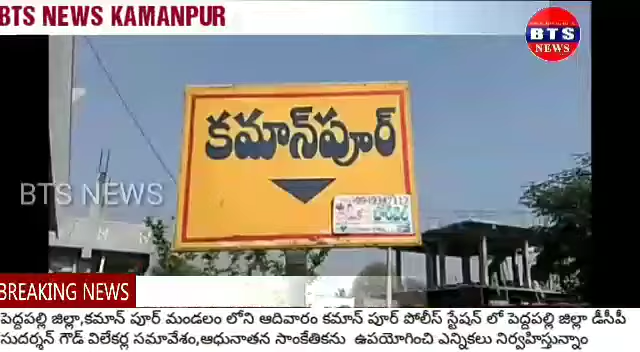 BTS NEWS KAMANPUR
BTS
NEWS
కమాన్‌పూర్
BTS NEWS
BREAKING NEWS
పెద్దపల్లి జిల్లా,కమాన్ పూర్ మండలం లోని ఆదివారం కమాన్ పూర్ పోలీస్ స్టేషన్ లో పెద్దపల్లి జిల్లా డీసీపీ
సుదర్శన్ గౌడ్ విలేకర్ల సమావేశం,ఆధునాతన సాంకేతికను ఉపయోగించి ఎన్నికలు నిర్వహిస్తున్నాం